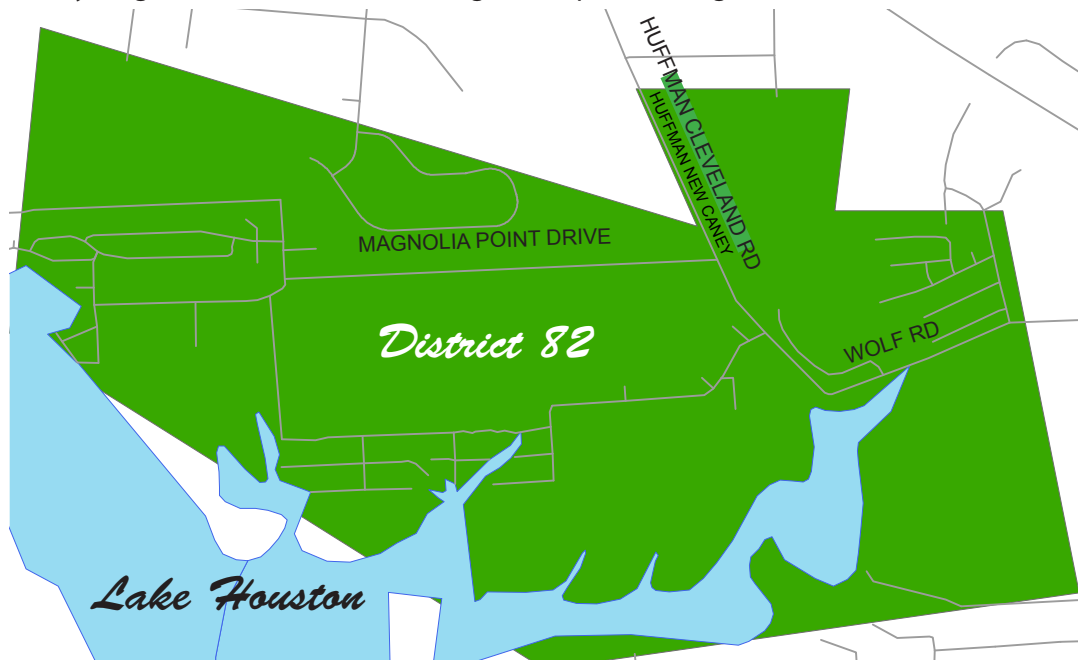 HUFFMAN CLEVELAND RD
HUFFMAN NEW CANEY
MAGNOLIA POINT DRIVE
District 82
WOLF RD
Lake Houston